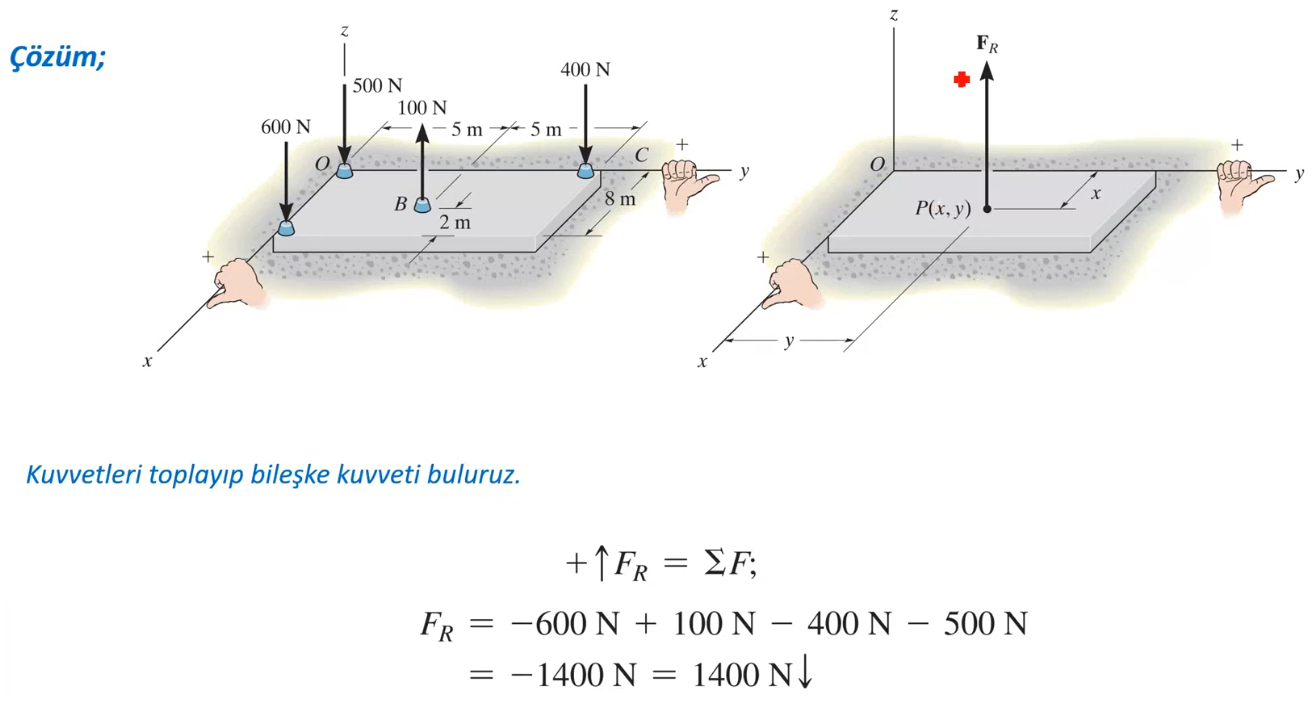 Çözüm;
z
500 N
100 N
600 N
400 N
5 m
5 m
O
C
+
y
B
8 m
2 m
+
x
z
F_R
O
+
y
P(x, y)
x
+
y
x
Kuvvetleri toplayıp bileşke kuvveti buluruz.
+↑F_R = ΣF;
F_R = −600 N + 100 N − 400 N − 500 N
= −1400 N = 1400 N↓